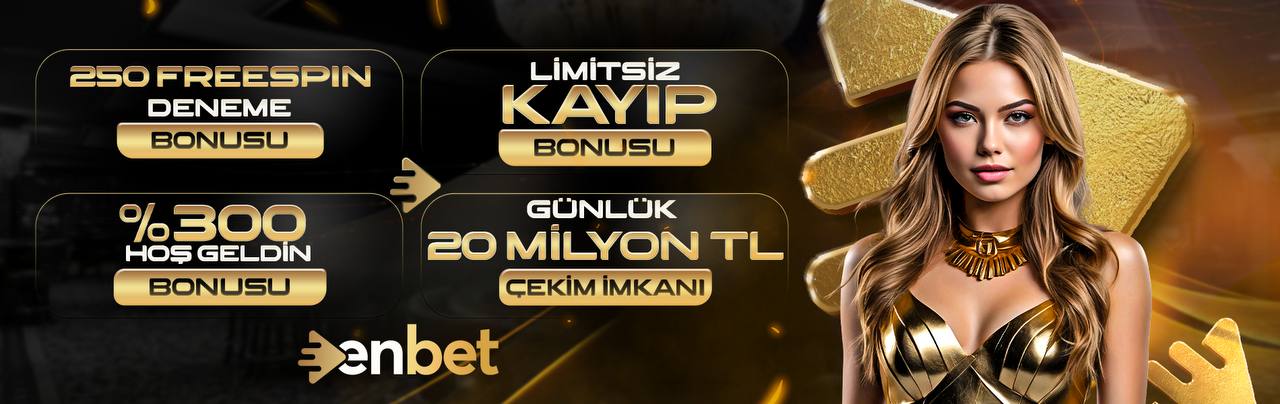 250 FREESPIN
DENEME
BONUSU
LİMİTSİZ
KAYIP
BONUSU
%300
HOŞ GELDİN
BONUSU
GÜNLÜK
20 MİLYON TL
ÇEKİM İMKANI
enbet